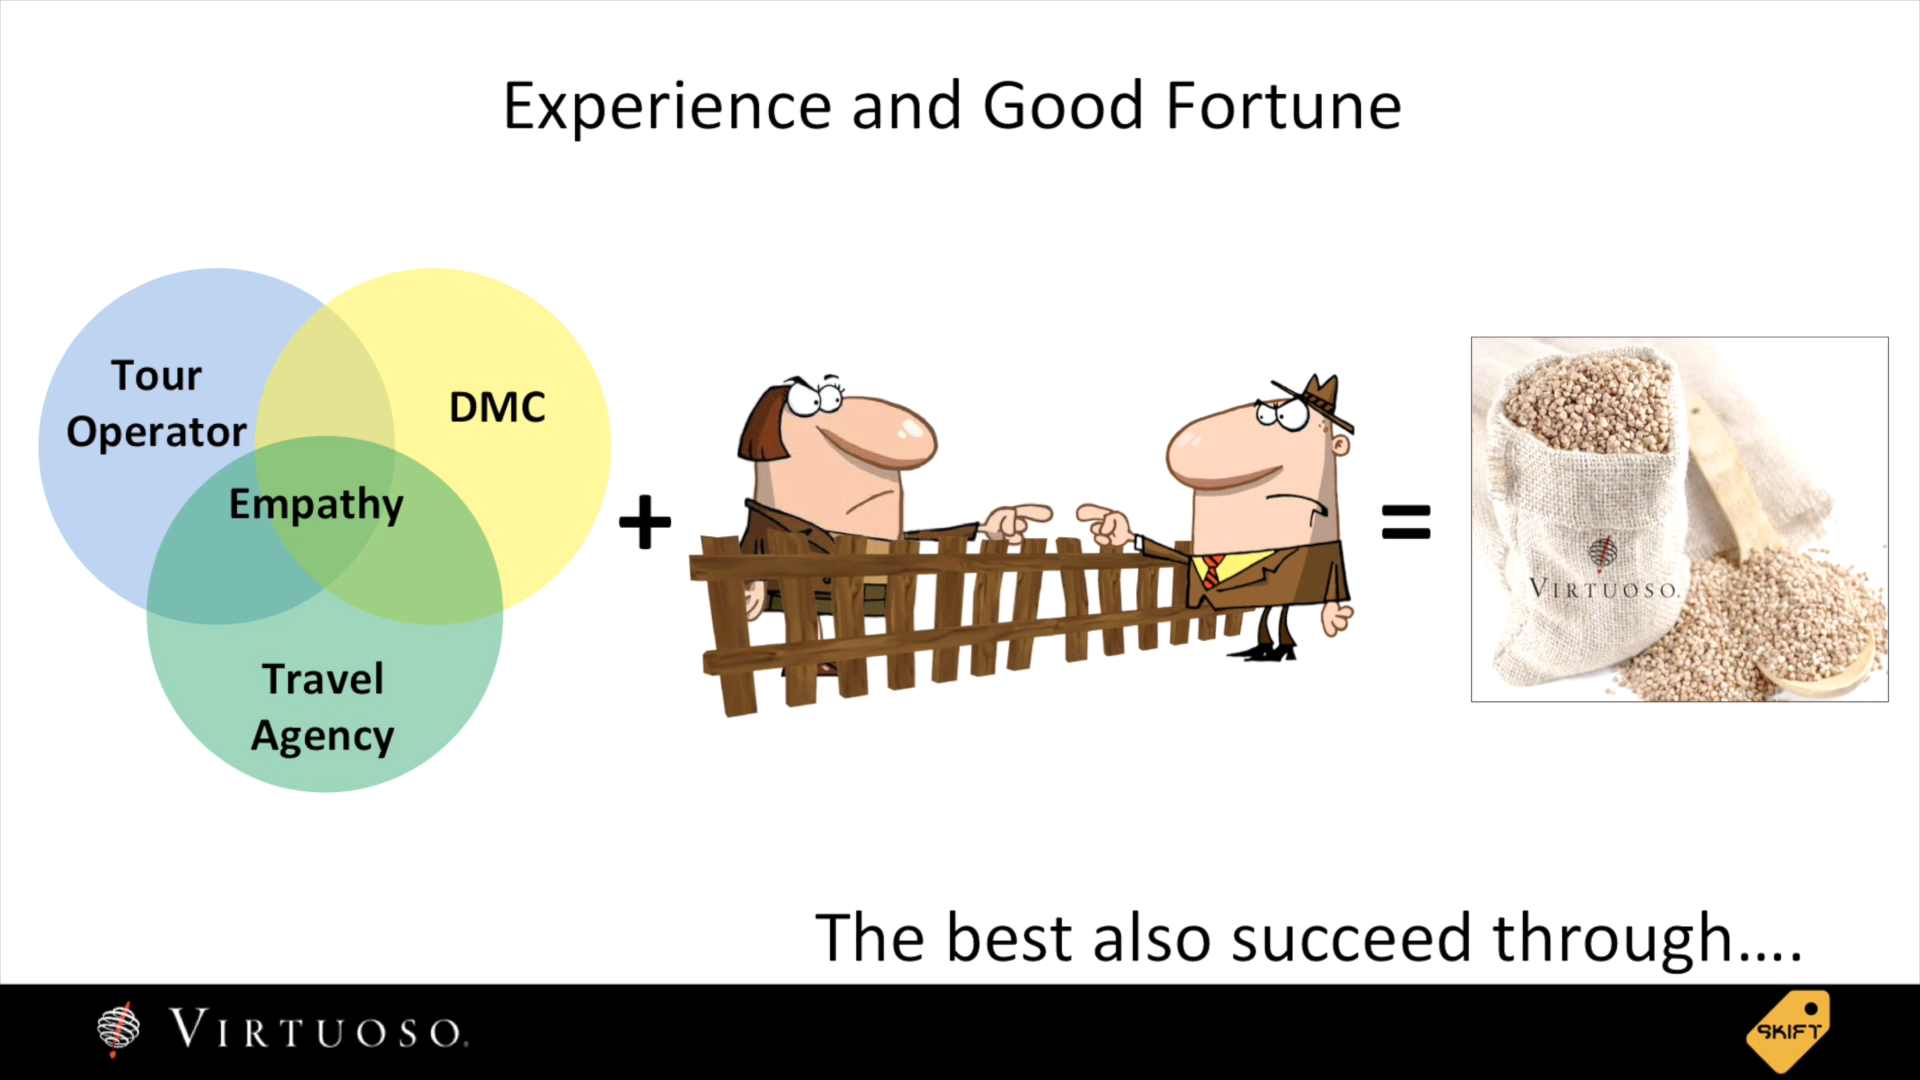 Experience and Good Fortune
Tour
Operator
DMC
Empathy
Travel
Agency
+
=
VIRTUOSO.
The best also succeed through....
VIRTUOSO.
SKIFT